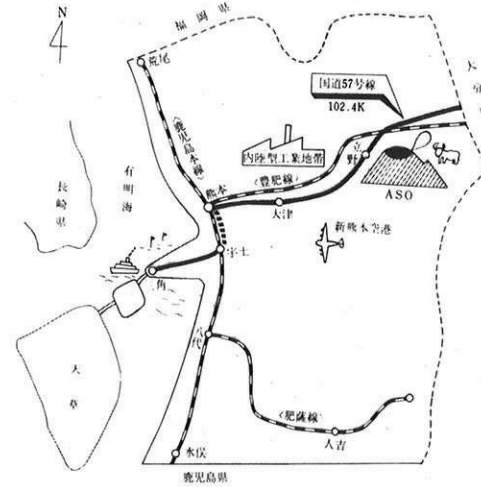 N
福岡県
荒尾
国道57号線
102.4K
大分県
〈鹿児島本線〉
内陸型工業地帯
立野
有明海
長崎県
〈豊肥線〉
ASO
熊本
大津
新熊本空港
宇土
三角
八代
天草
〈肥薩線〉
人吉
水俣
鹿児島県